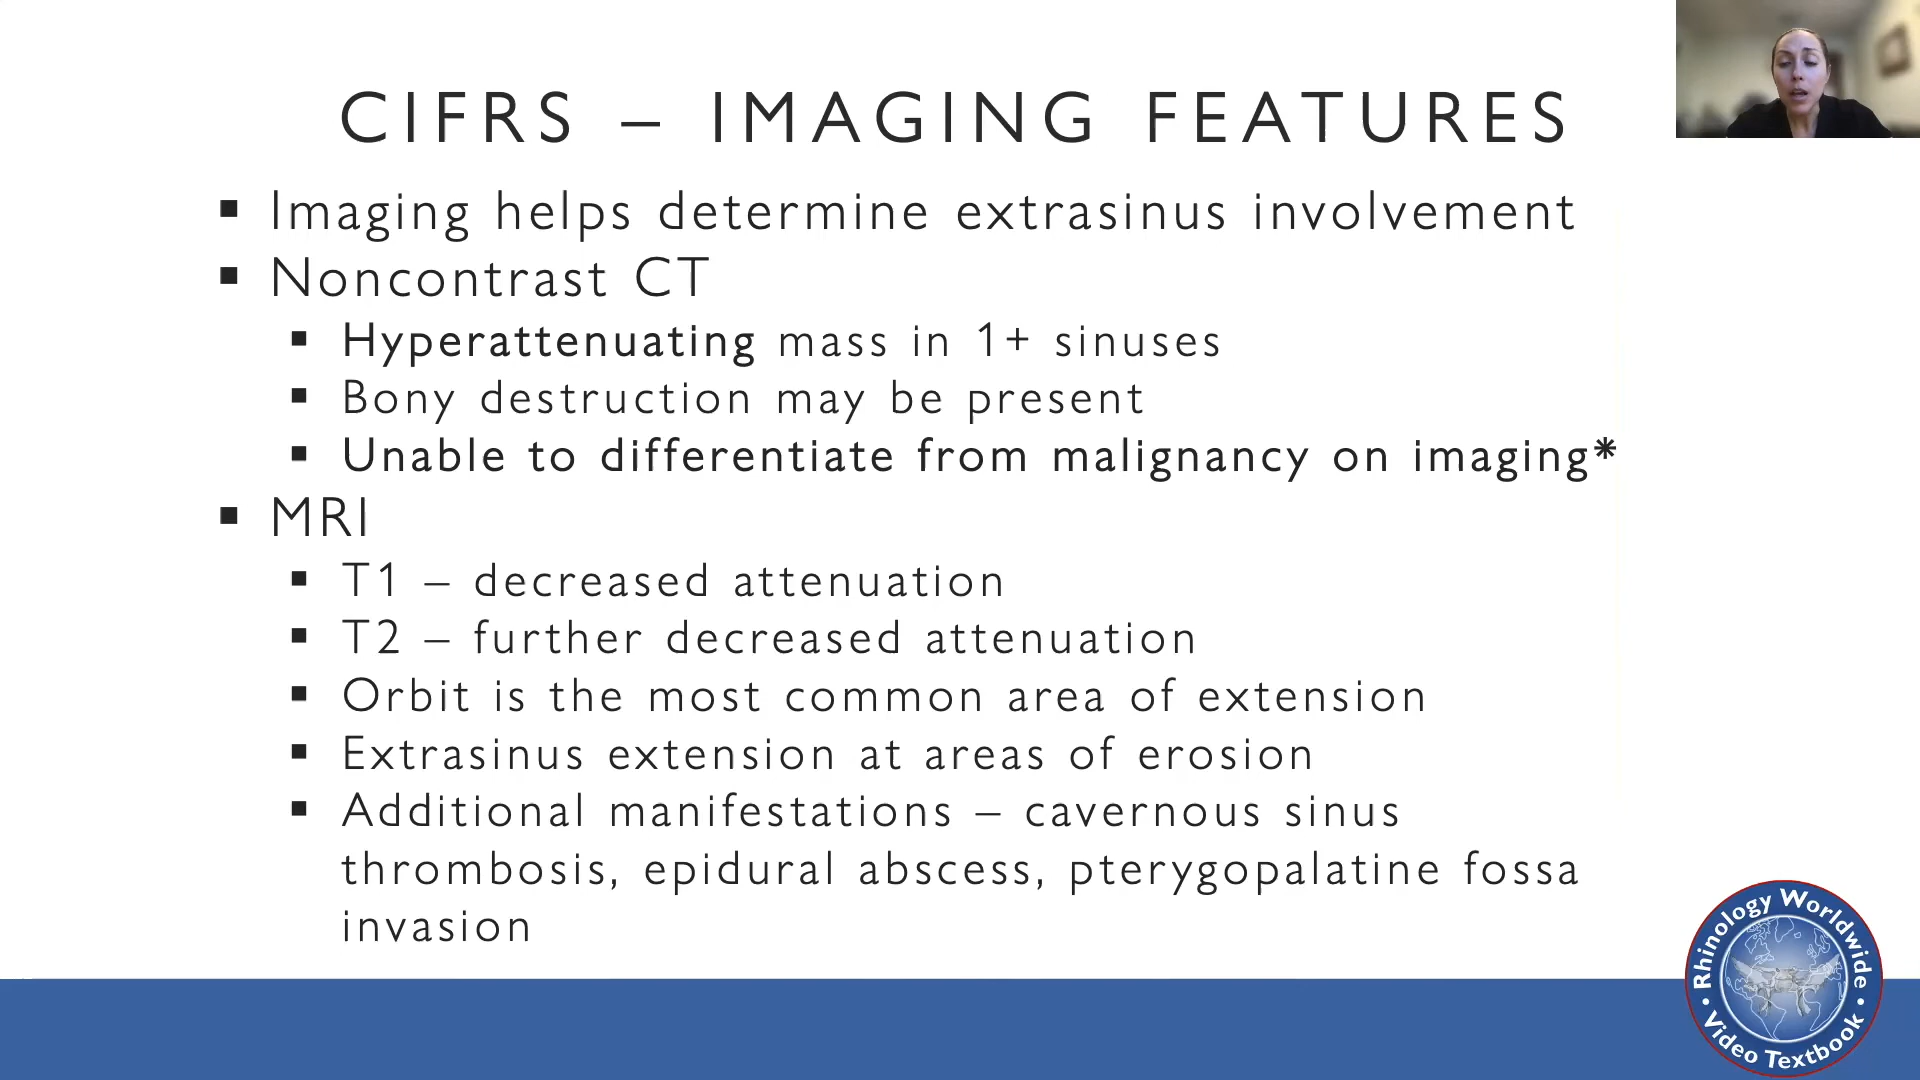 CIFRS – IMAGING FEATURES
▪ Imaging helps determine extrasinus involvement
▪ Noncontrast CT
▪ Hyperattenuating mass in 1+ sinuses
▪ Bony destruction may be present
▪ Unable to differentiate from malignancy on imaging*
▪ MRI
▪ T1 – decreased attenuation
▪ T2 – further decreased attenuation
▪ Orbit is the most common area of extension
▪ Extrasinus extension at areas of erosion
▪ Additional manifestations – cavernous sinus
thrombosis, epidural abscess, pterygopalatine fossa
invasion
Rhinology Worldwide
• Video Textbook •